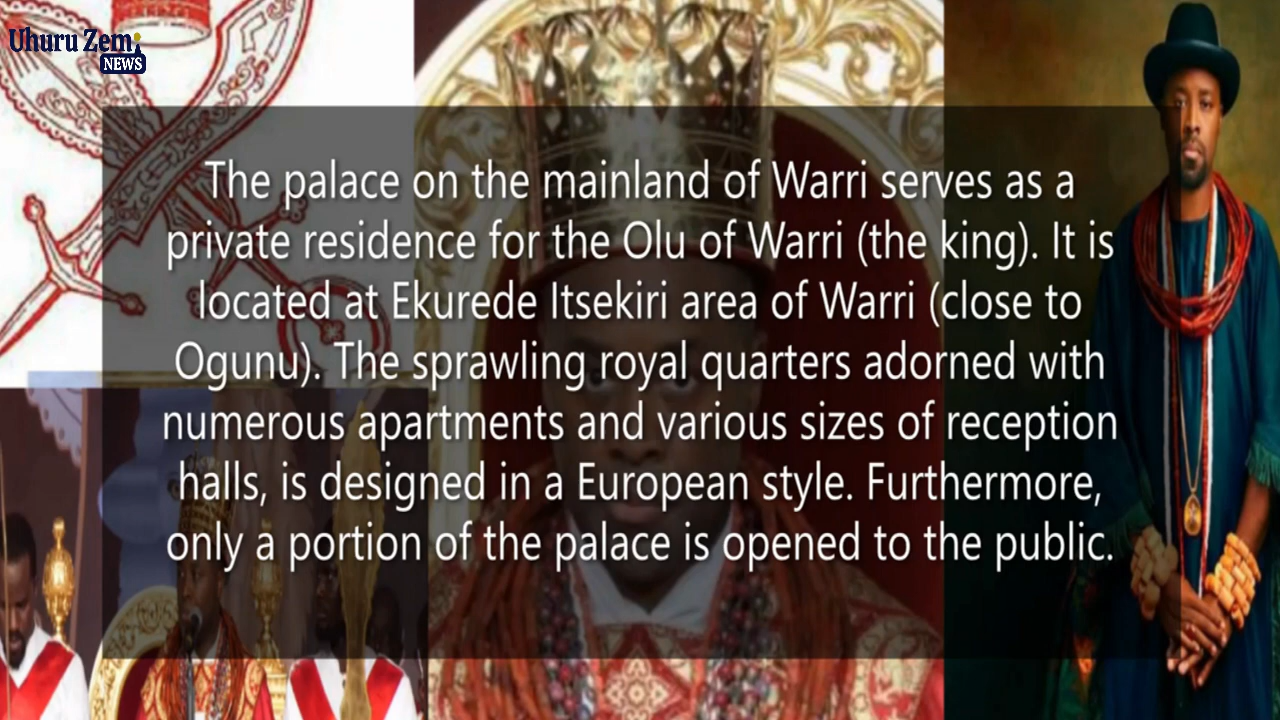 Uhuru Zemi
NEWS
The palace on the mainland of Warri serves as a
private residence for the Olu of Warri (the king). It is
located at Ekurede Itsekiri area of Warri (close to
Ogunu). The sprawling royal quarters adorned with
numerous apartments and various sizes of reception
halls, is designed in a European style. Furthermore,
only a portion of the palace is opened to the public.